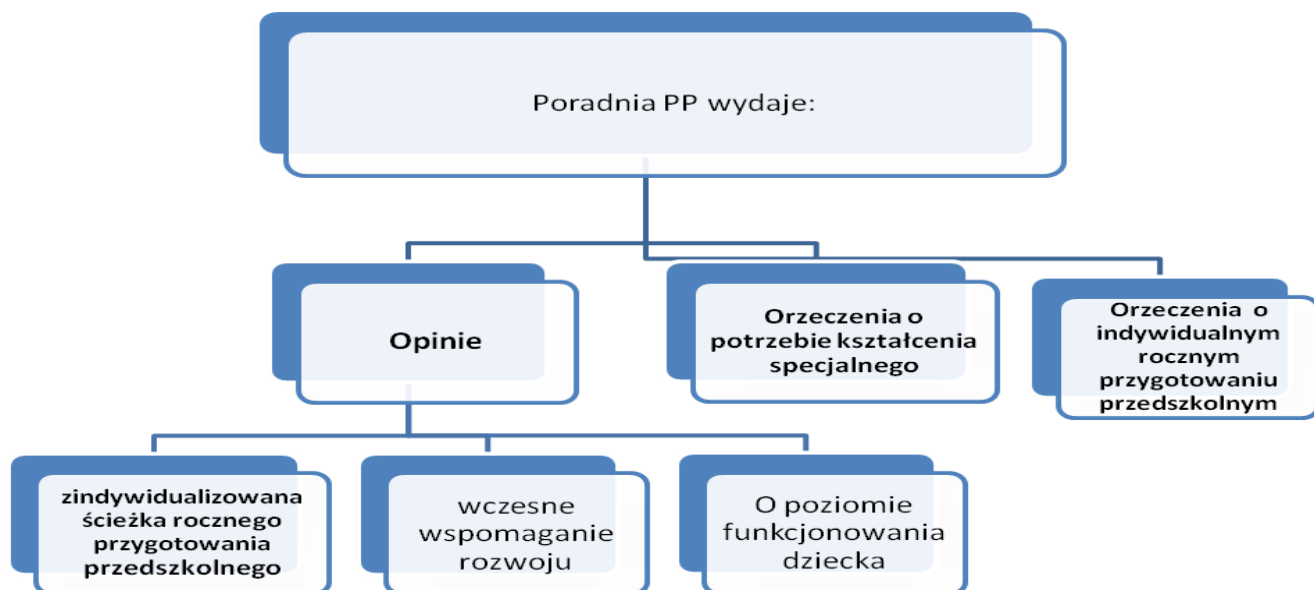 Poradnia PP wydaje:
Opinie
Orzeczenia o
potrzebie kształcenia
specjalnego
Orzeczenia o
indywidualnym
rocznym
przygotowaniu
przedszkolnym
zindywidualizowana
ścieżka rocznego
przygotowania
przedszkolnego
wczesne
wspomaganie
rozwoju
O poziomie
funkcjonowania
dziecka